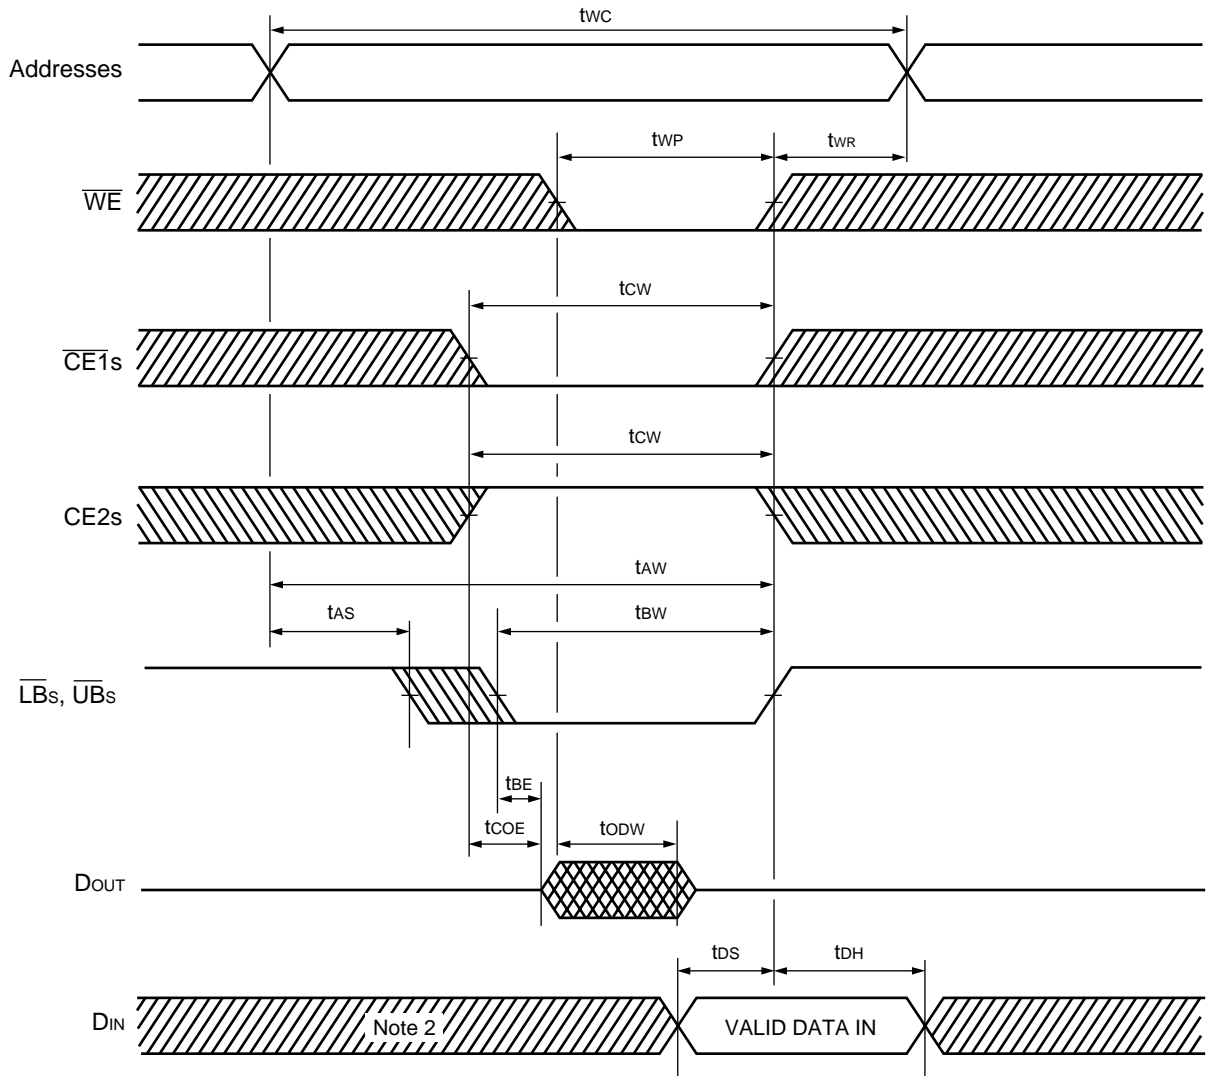 tWC
Addresses
tWP
tWR
WE
tCW
CE1s
tCW
CE2s
tAW
tAS
tBW
LBS, UBS
tBE
tCOE
tODW
DOUT
tDS
tDH
DIN
Note 2
VALID DATA IN